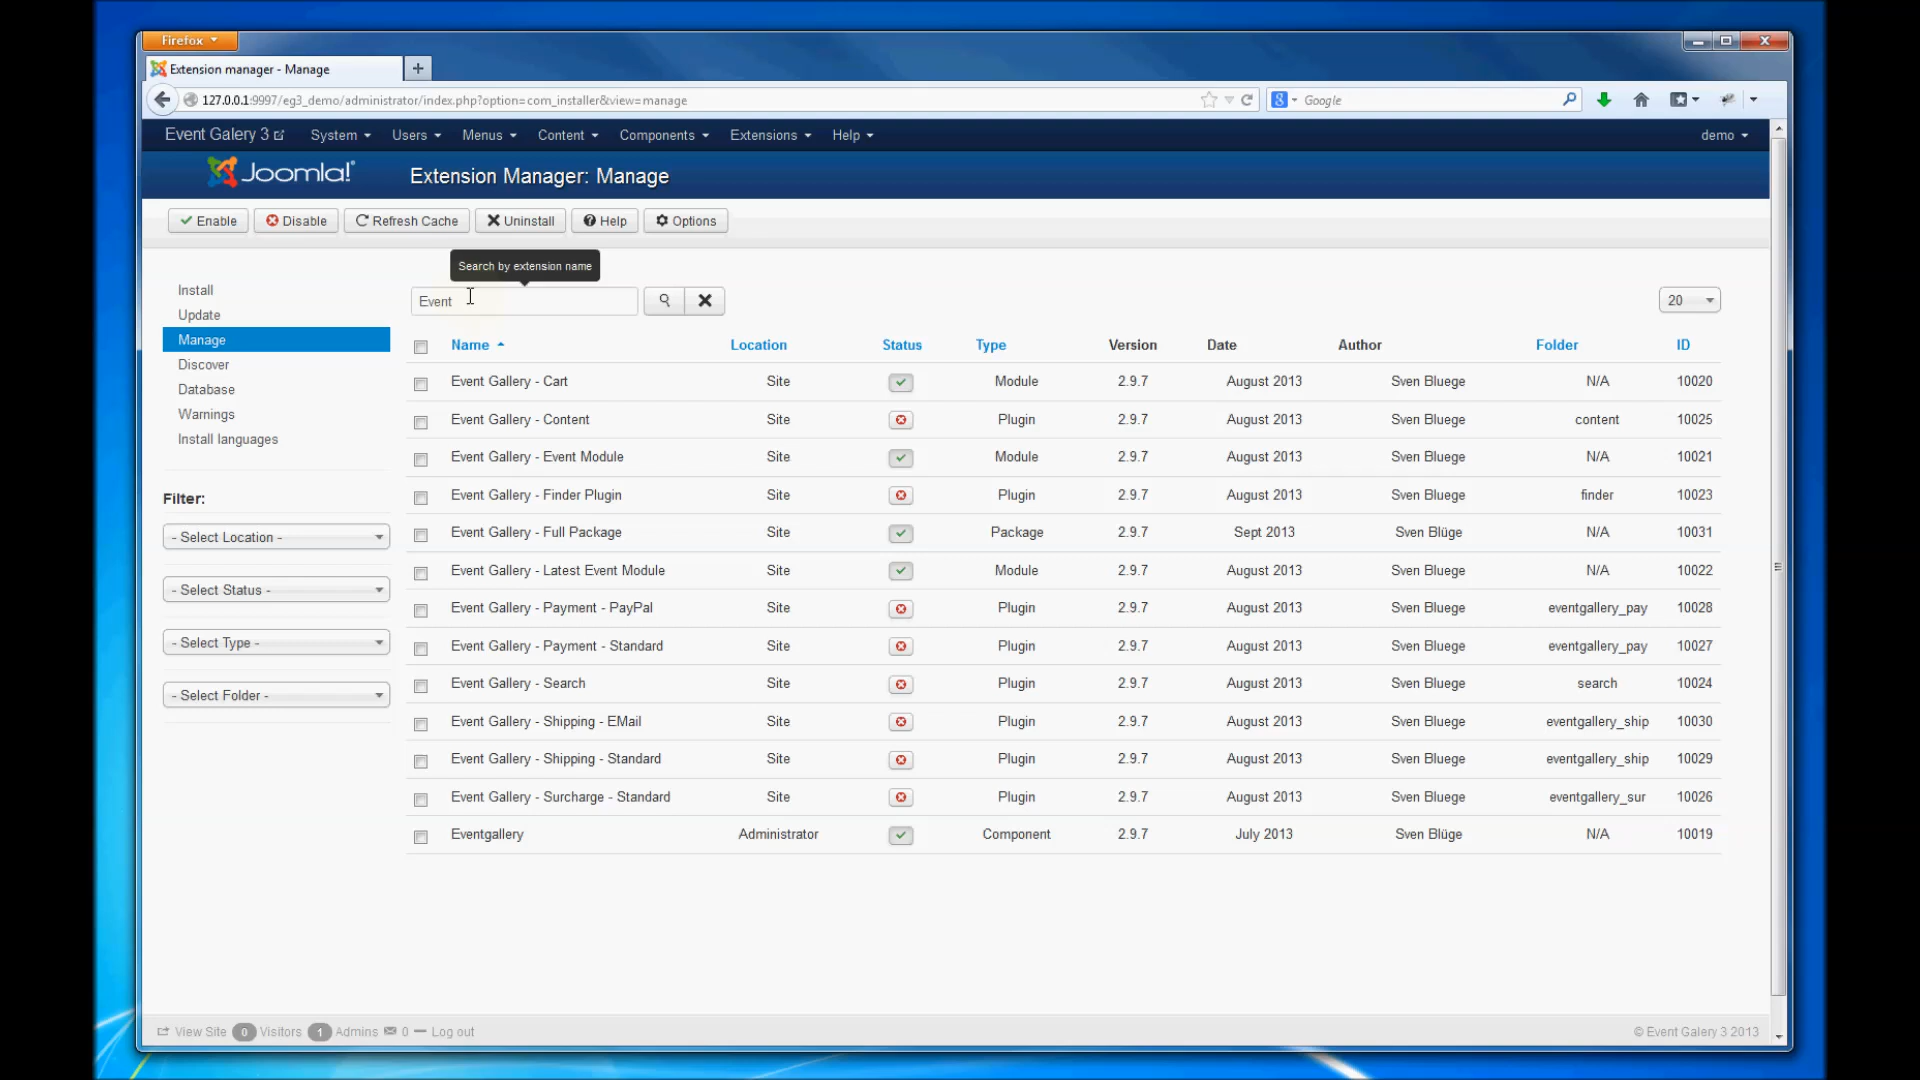 Firefox
Extension manager - Manage
127.0.0.1:9997/eg3_demo/administrator/index.php?option=com_installer&view=manage
Google
Event Galery 3 System Users Menus Content Components Extensions Help demo
Joomla!
Extension Manager: Manage
Enable Disable Refresh Cache Uninstall Help Options
Search by extension name
Event
20
Install
Update
Manage
Discover
Database
Warnings
Install languages
Filter:
- Select Location -
- Select Status -
- Select Type -
- Select Folder -
Name Location Status Type Version Date Author Folder ID
Event Gallery - Cart Site Module 2.9.7 August 2013 Sven Bluege N/A 10020
Event Gallery - Content Site Plugin 2.9.7 August 2013 Sven Bluege content 10025
Event Gallery - Event Module Site Module 2.9.7 August 2013 Sven Bluege N/A 10021
Event Gallery - Finder Plugin Site Plugin 2.9.7 August 2013 Sven Bluege finder 10023
Event Gallery - Full Package Site Package 2.9.7 Sept 2013 Sven Blüge N/A 10031
Event Gallery - Latest Event Module Site Module 2.9.7 August 2013 Sven Bluege N/A 10022
Event Gallery - Payment - PayPal Site Plugin 2.9.7 August 2013 Sven Bluege eventgallery_pay 10028
Event Gallery - Payment - Standard Site Plugin 2.9.7 August 2013 Sven Bluege eventgallery_pay 10027
Event Gallery - Search Site Plugin 2.9.7 August 2013 Sven Bluege search 10024
Event Gallery - Shipping - EMail Site Plugin 2.9.7 August 2013 Sven Bluege eventgallery_ship 10030
Event Gallery - Shipping - Standard Site Plugin 2.9.7 August 2013 Sven Bluege eventgallery_ship 10029
Event Gallery - Surcharge - Standard Site Plugin 2.9.7 August 2013 Sven Bluege eventgallery_sur 10026
Eventgallery Administrator Component 2.9.7 July 2013 Sven Blüge N/A 10019
View Site 0 Visitors 1 Admins 0 Log out
© Event Galery 3 2013